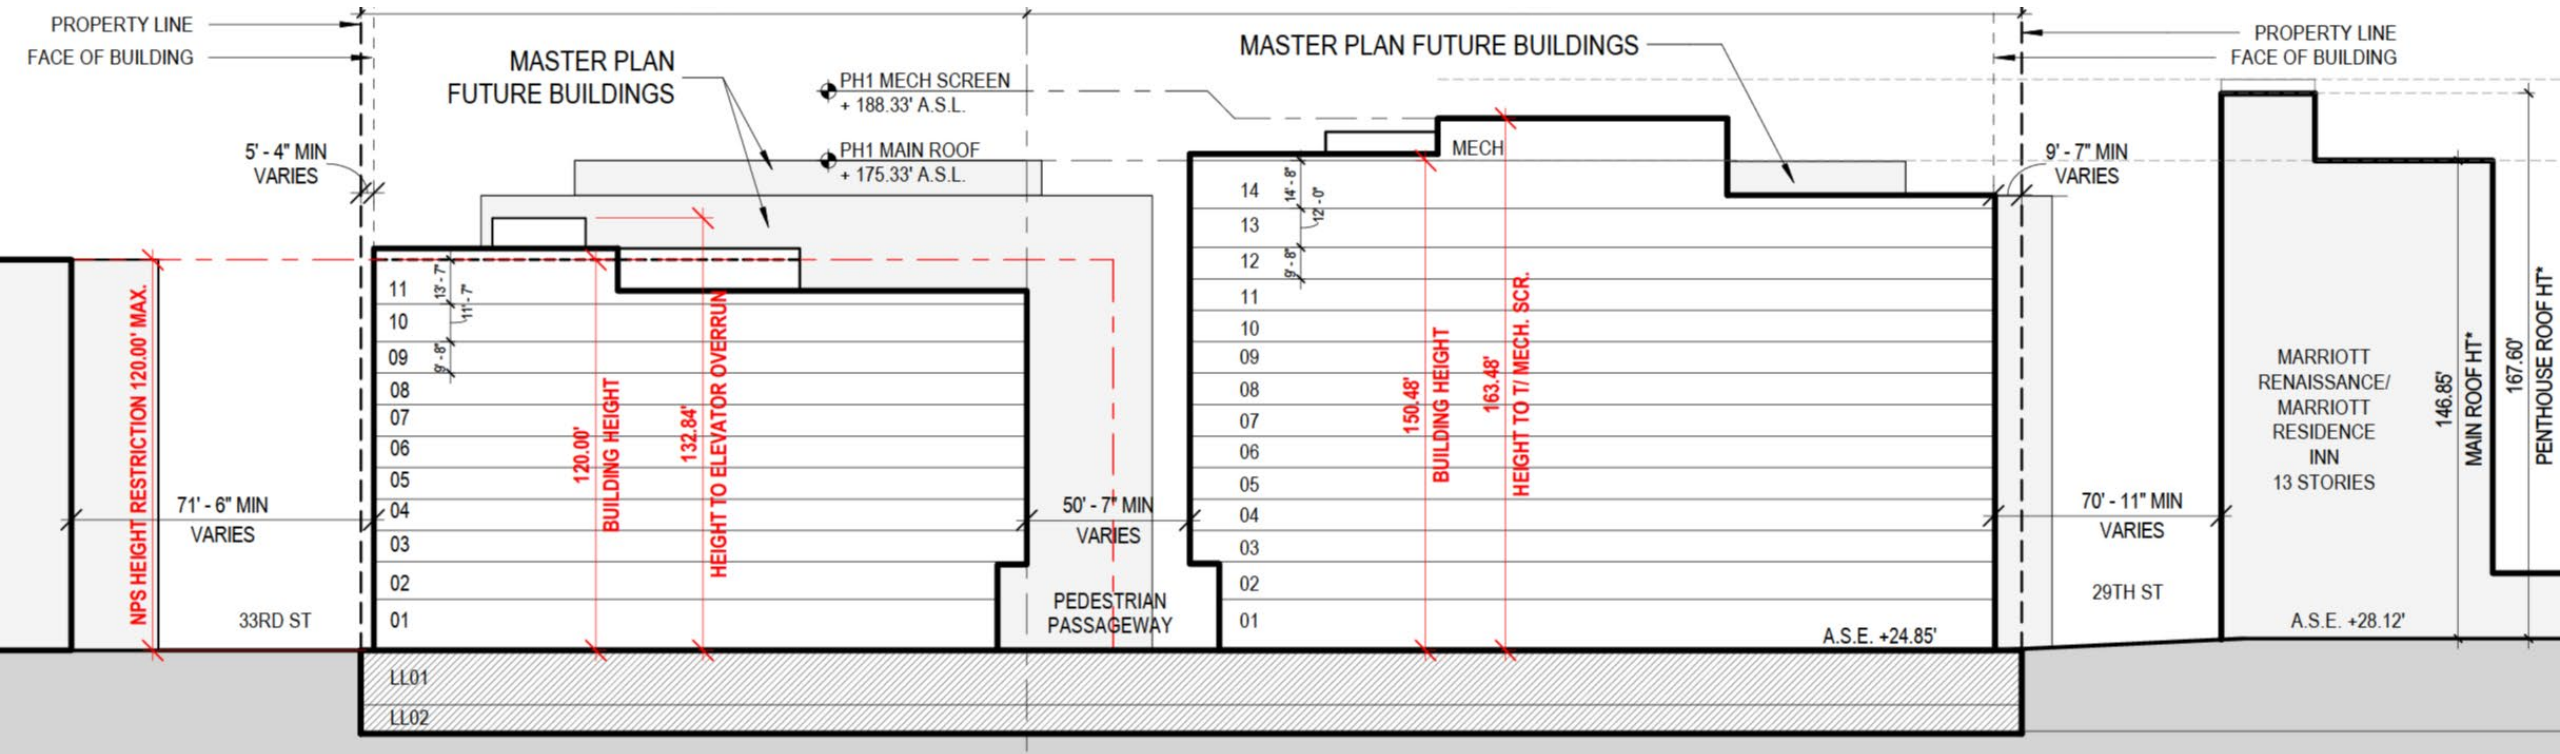 PROPERTY LINE
FACE OF BUILDING
MASTER PLAN
FUTURE BUILDINGS
PH1 MECH SCREEN
+ 188.33' A.S.L.
PH1 MAIN ROOF
+ 175.33' A.S.L.
MASTER PLAN FUTURE BUILDINGS
PROPERTY LINE
FACE OF BUILDING
5' - 4" MIN
VARIES
9' - 7" MIN
VARIES
NPS HEIGHT RESTRICTION 120.00' MAX.
71' - 6" MIN
VARIES
33RD ST
11
10
09
08
07
06
05
04
03
02
01
13' - 7"
11' - 7"
9' - 8"
120.00'
BUILDING HEIGHT
132.84'
HEIGHT TO ELEVATOR OVERRUN
50' - 7" MIN
VARIES
PEDESTRIAN
PASSAGEWAY
MECH
14
13
12
11
10
09
08
07
06
05
04
03
02
01
14' - 8"
12' - 0"
9' - 8"
150.48'
BUILDING HEIGHT
163.48'
HEIGHT TO T/ MECH. SCR.
A.S.E. +24.85'
70' - 11" MIN
VARIES
29TH ST
MARRIOTT
RENAISSANCE/
MARRIOTT
RESIDENCE
INN
13 STORIES
A.S.E. +28.12'
146.85'
MAIN ROOF HT*
167.60'
PENTHOUSE ROOF HT*
LL01
LL02